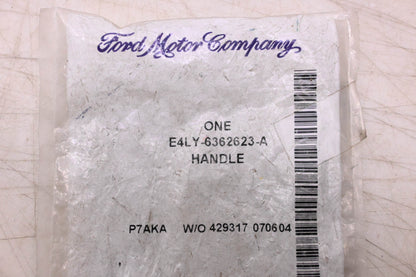 Ford Motor Company
ONE
E4LY-6362623-A
HANDLE
P7AKA W/O 429317 070604